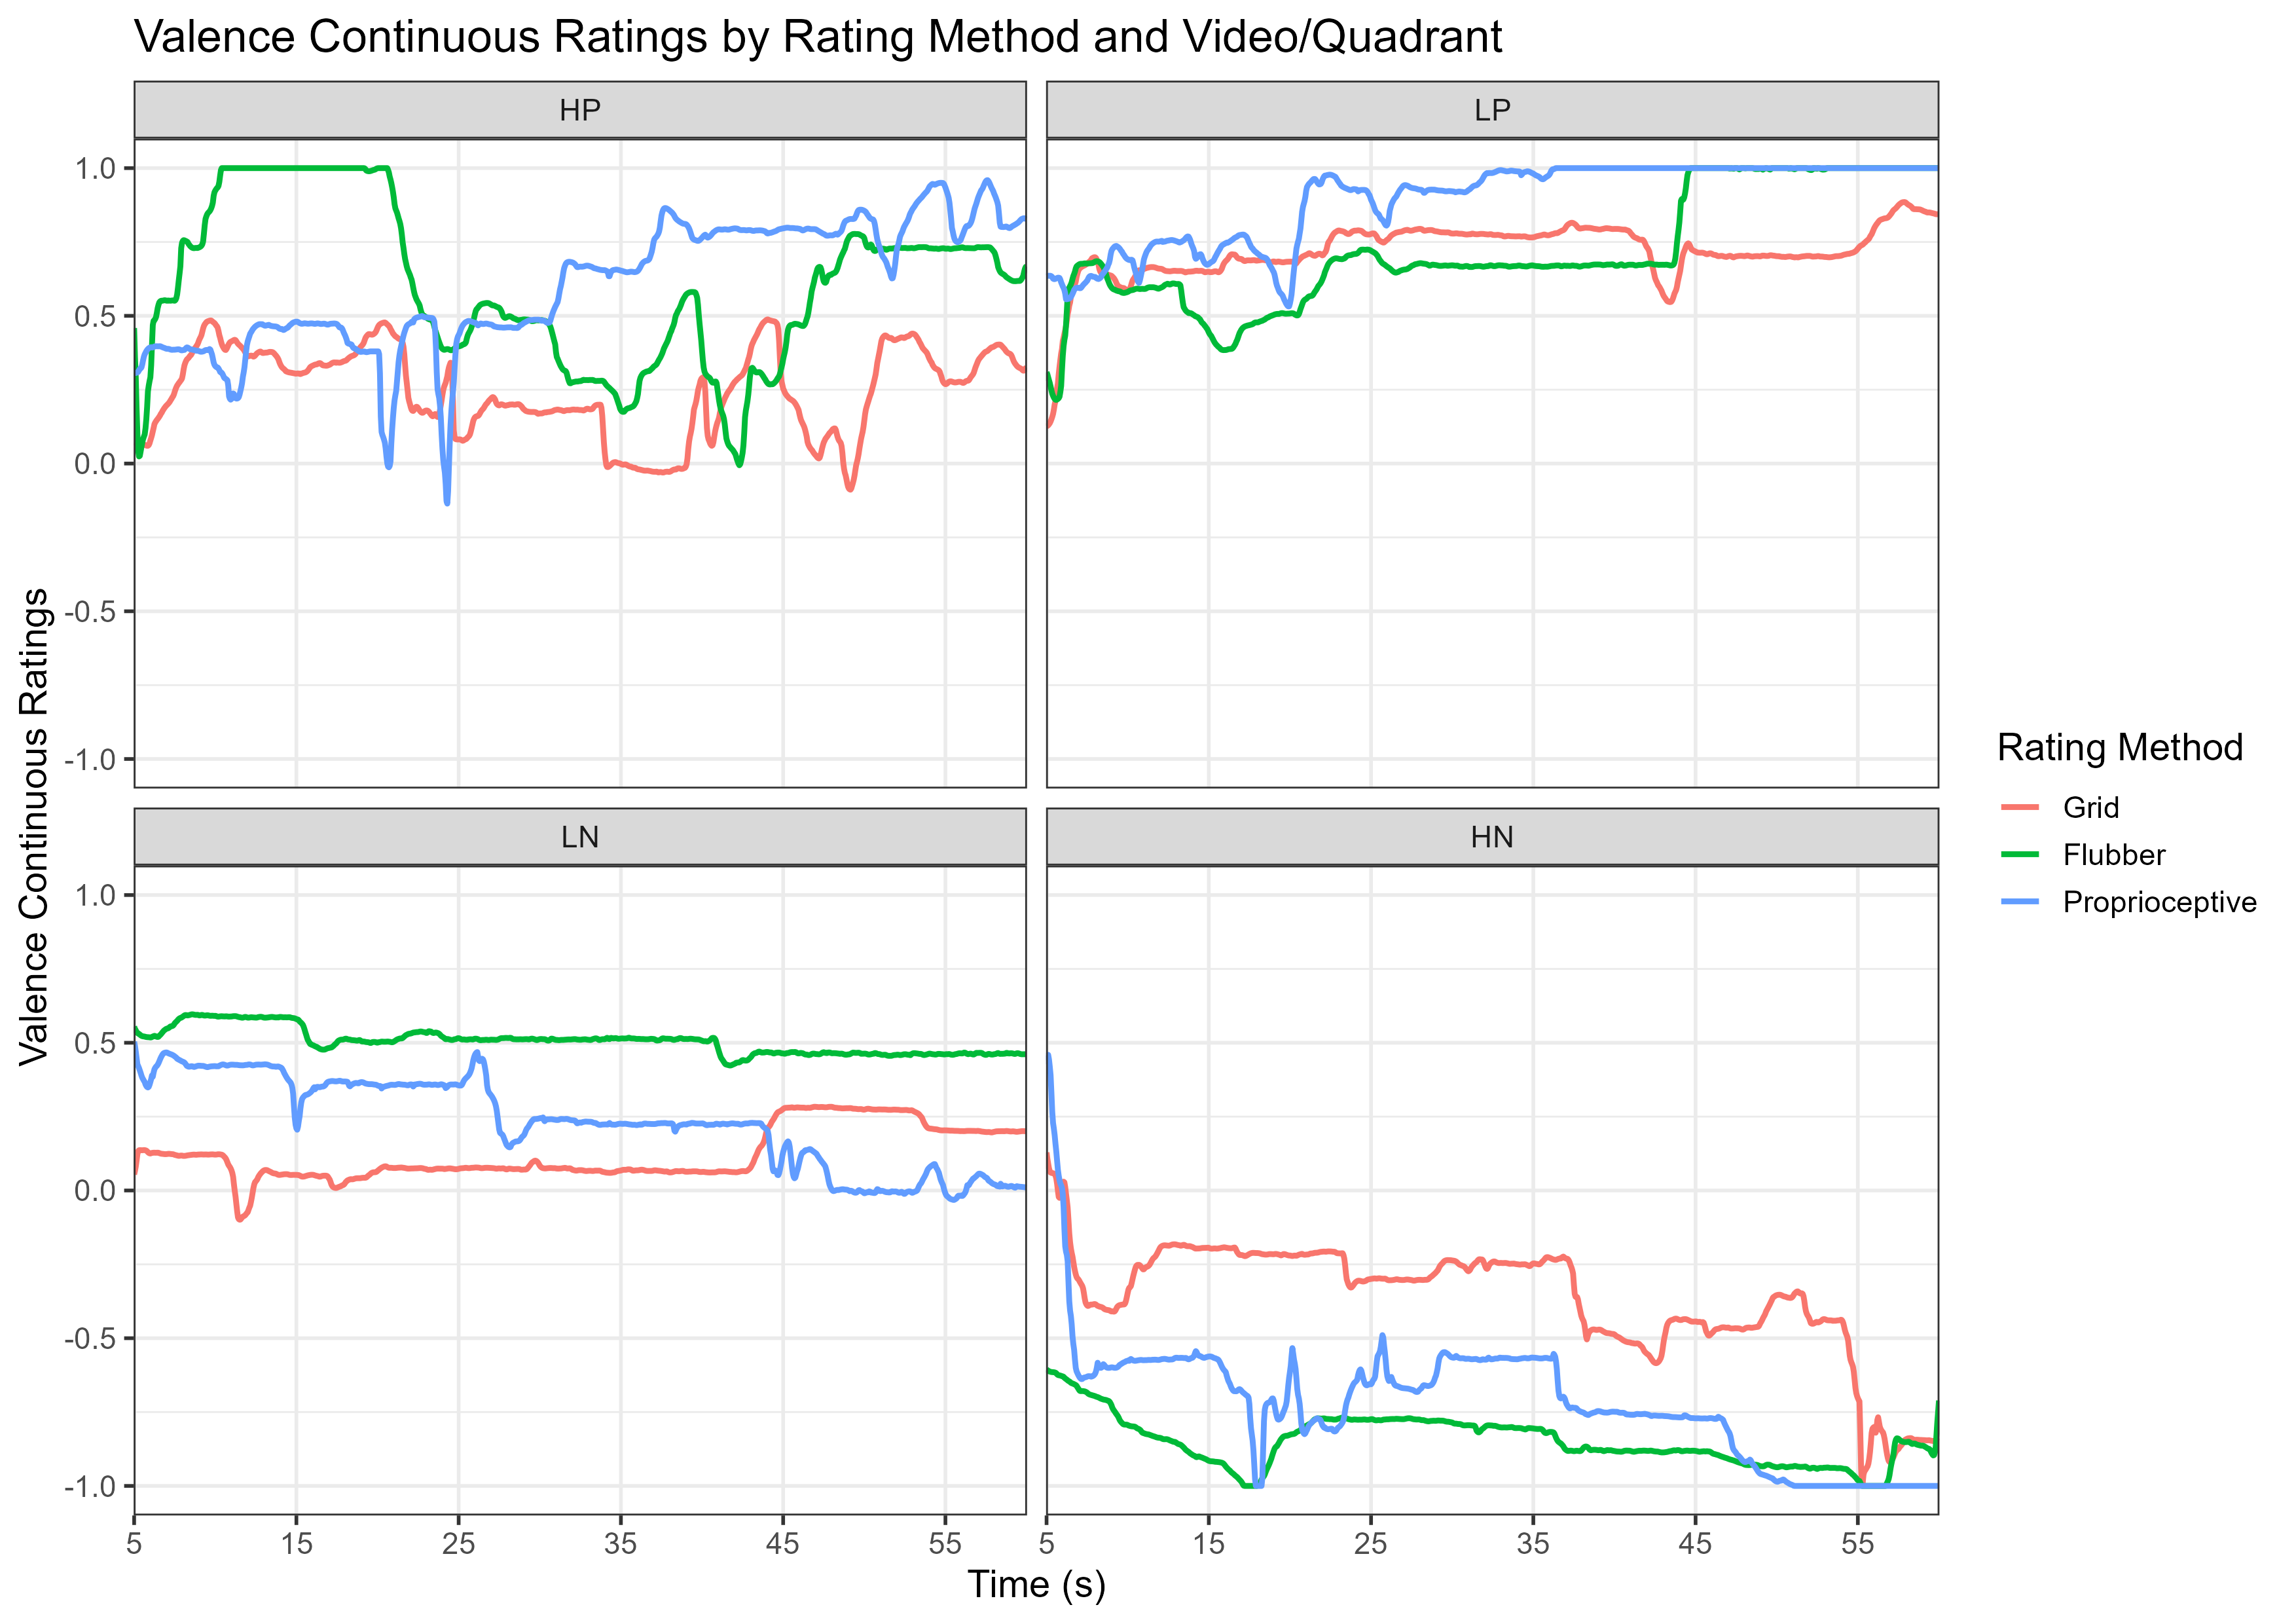 Valence Continuous Ratings by Rating Method and Video/Quadrant
HP
LP
1.0
0.5
0.0
-0.5
-1.0
Valence Continuous Ratings
LN
HN
1.0
0.5
0.0
-0.5
-1.0
5 15 25 35 45 55
5 15 25 35 45 55
Time (s)
Rating Method
Grid
Flubber
Proprioceptive